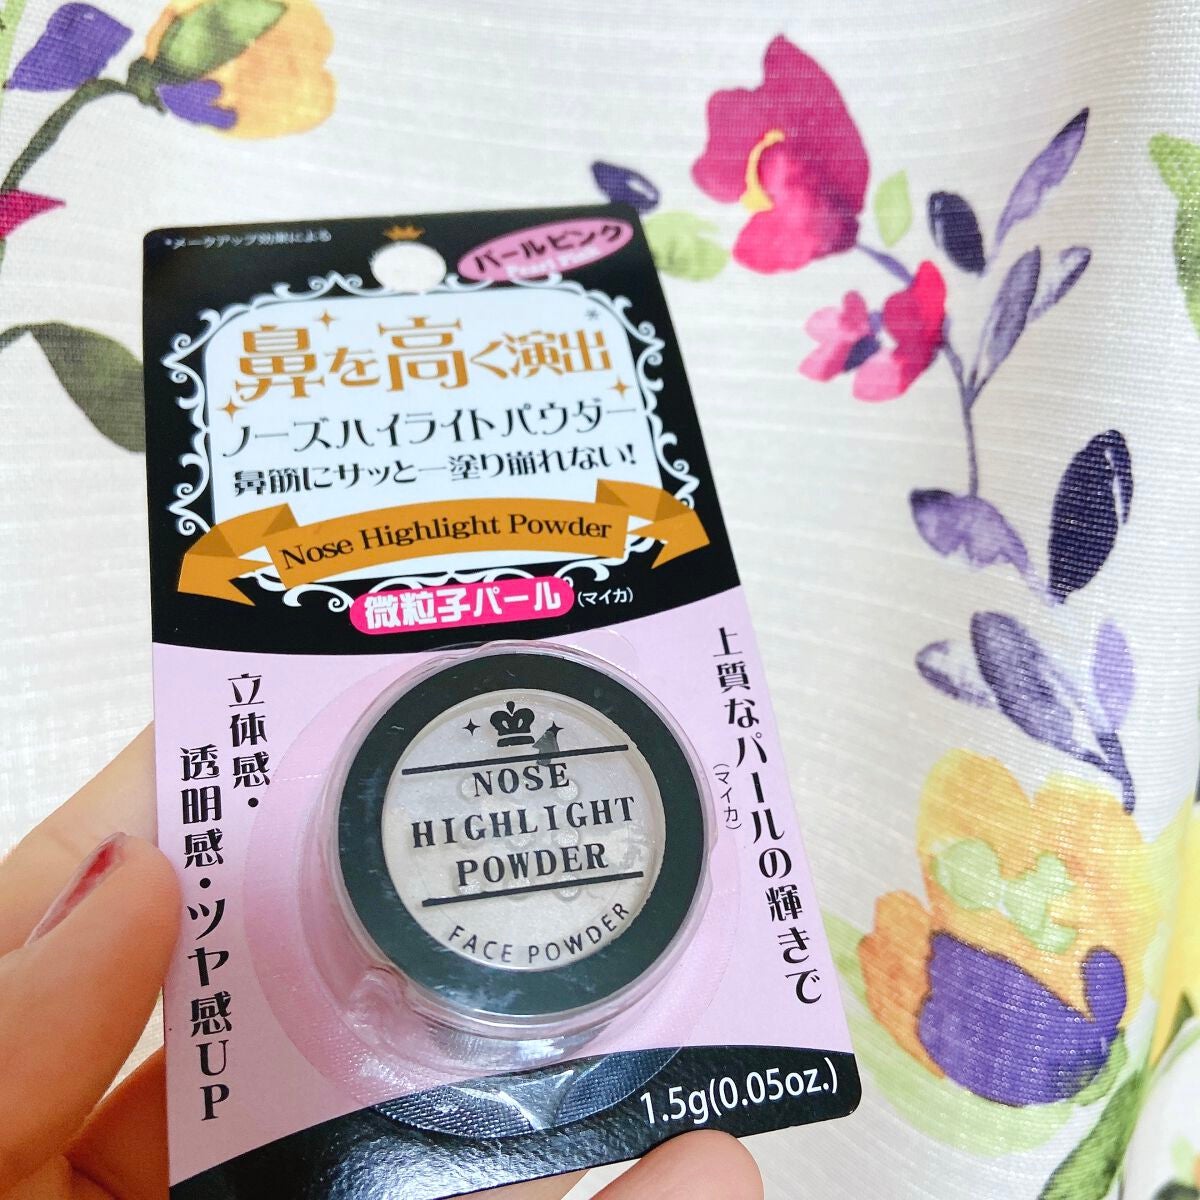 *メークアップ効果による
パールピンク
Pearl Pink
鼻を高く演出*
ノーズハイライトパウダー
鼻筋にサッと一塗り崩れない!
Nose Highlight Powder
微粒子パール(マイカ)
上質なパールの輝きで
(マイカ)
立体感・
透明感・ツヤ感UP
NOSE
HIGHLIGHT
POWDER
FACE POWDER
1.5g(0.05oz.)